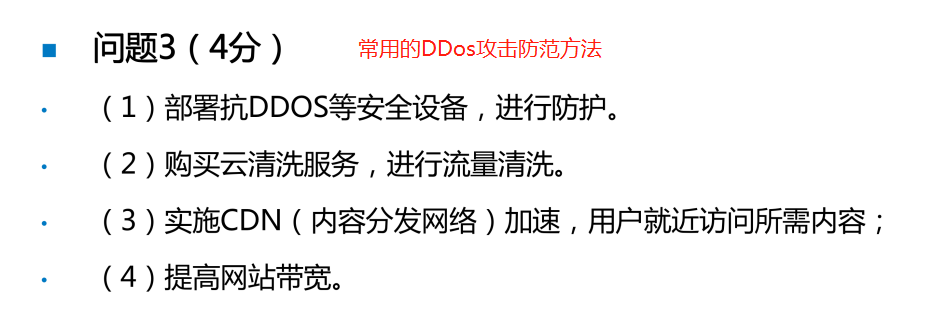 问题3（4分） 常用的DDos攻击防范方法
（1）部署抗DDOS等安全设备，进行防护。
（2）购买云清洗服务，进行流量清洗。
（3）实施CDN（内容分发网络）加速，用户就近访问所需内容；
（4）提高网站带宽。